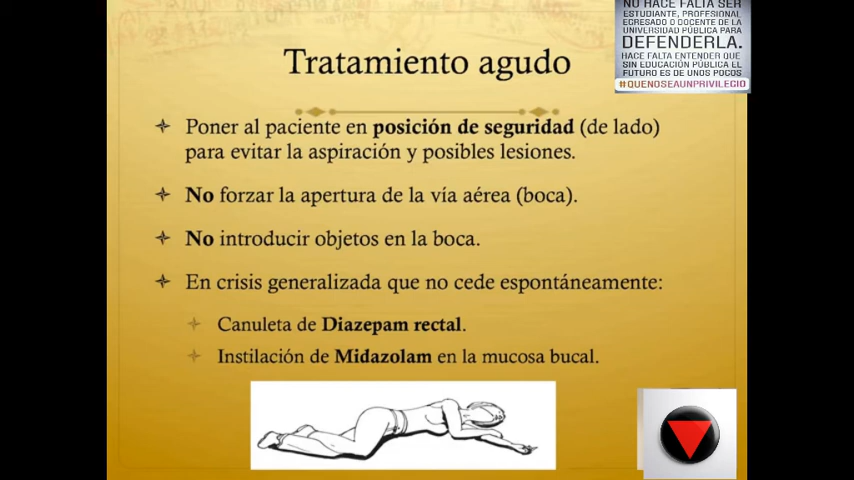 NO HACE FALTA SER
ESTUDIANTE, PROFESIONAL
EGRESADO O DOCENTE DE LA
UNIVERSIDAD PÚBLICA PARA
DEFENDERLA.
HACE FALTA ENTENDER QUE
SIN EDUCACIÓN PÚBLICA EL
FUTURO ES DE UNOS POCOS
#QUENOSEAUNPRIVILEGIO
Tratamiento agudo
Poner al paciente en posición de seguridad (de lado)
para evitar la aspiración y posibles lesiones.
No forzar la apertura de la vía aérea (boca).
No introducir objetos en la boca.
En crisis generalizada que no cede espontáneamente:
Canuleta de Diazepam rectal.
Instilación de Midazolam en la mucosa bucal.